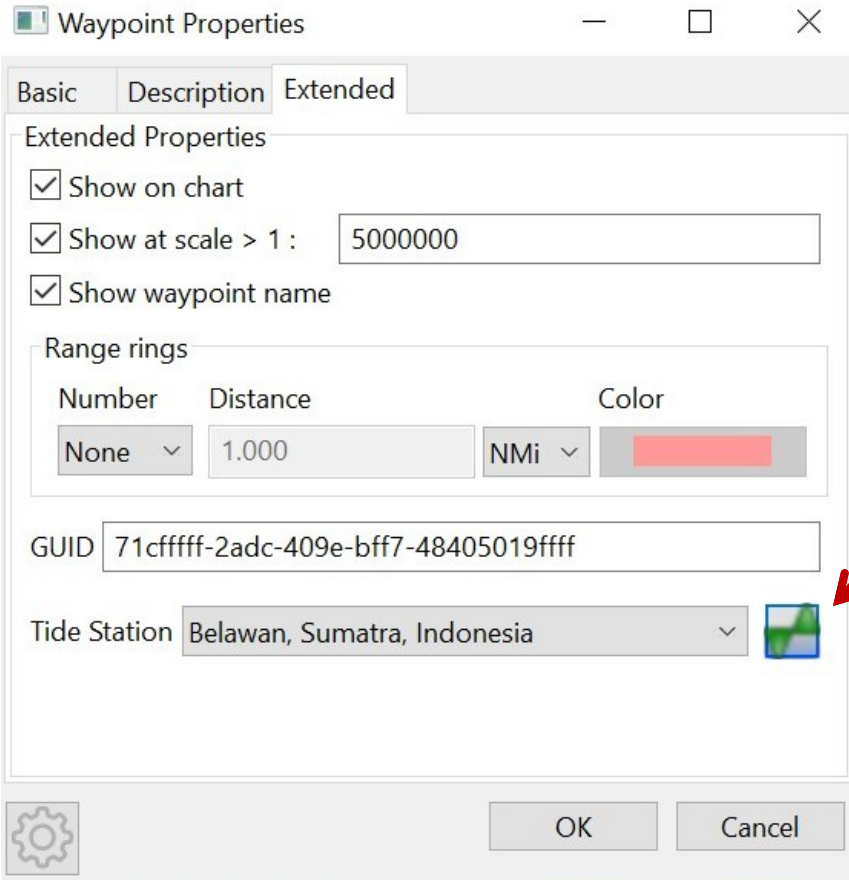 Waypoint Properties
Basic Description Extended
Extended Properties
Show on chart
Show at scale > 1 : 5000000
Show waypoint name
Range rings
Number Distance Color
None 1.000 NMi
GUID 71cfffff-2adc-409e-bff7-48405019ffff
Tide Station Belawan, Sumatra, Indonesia
OK Cancel